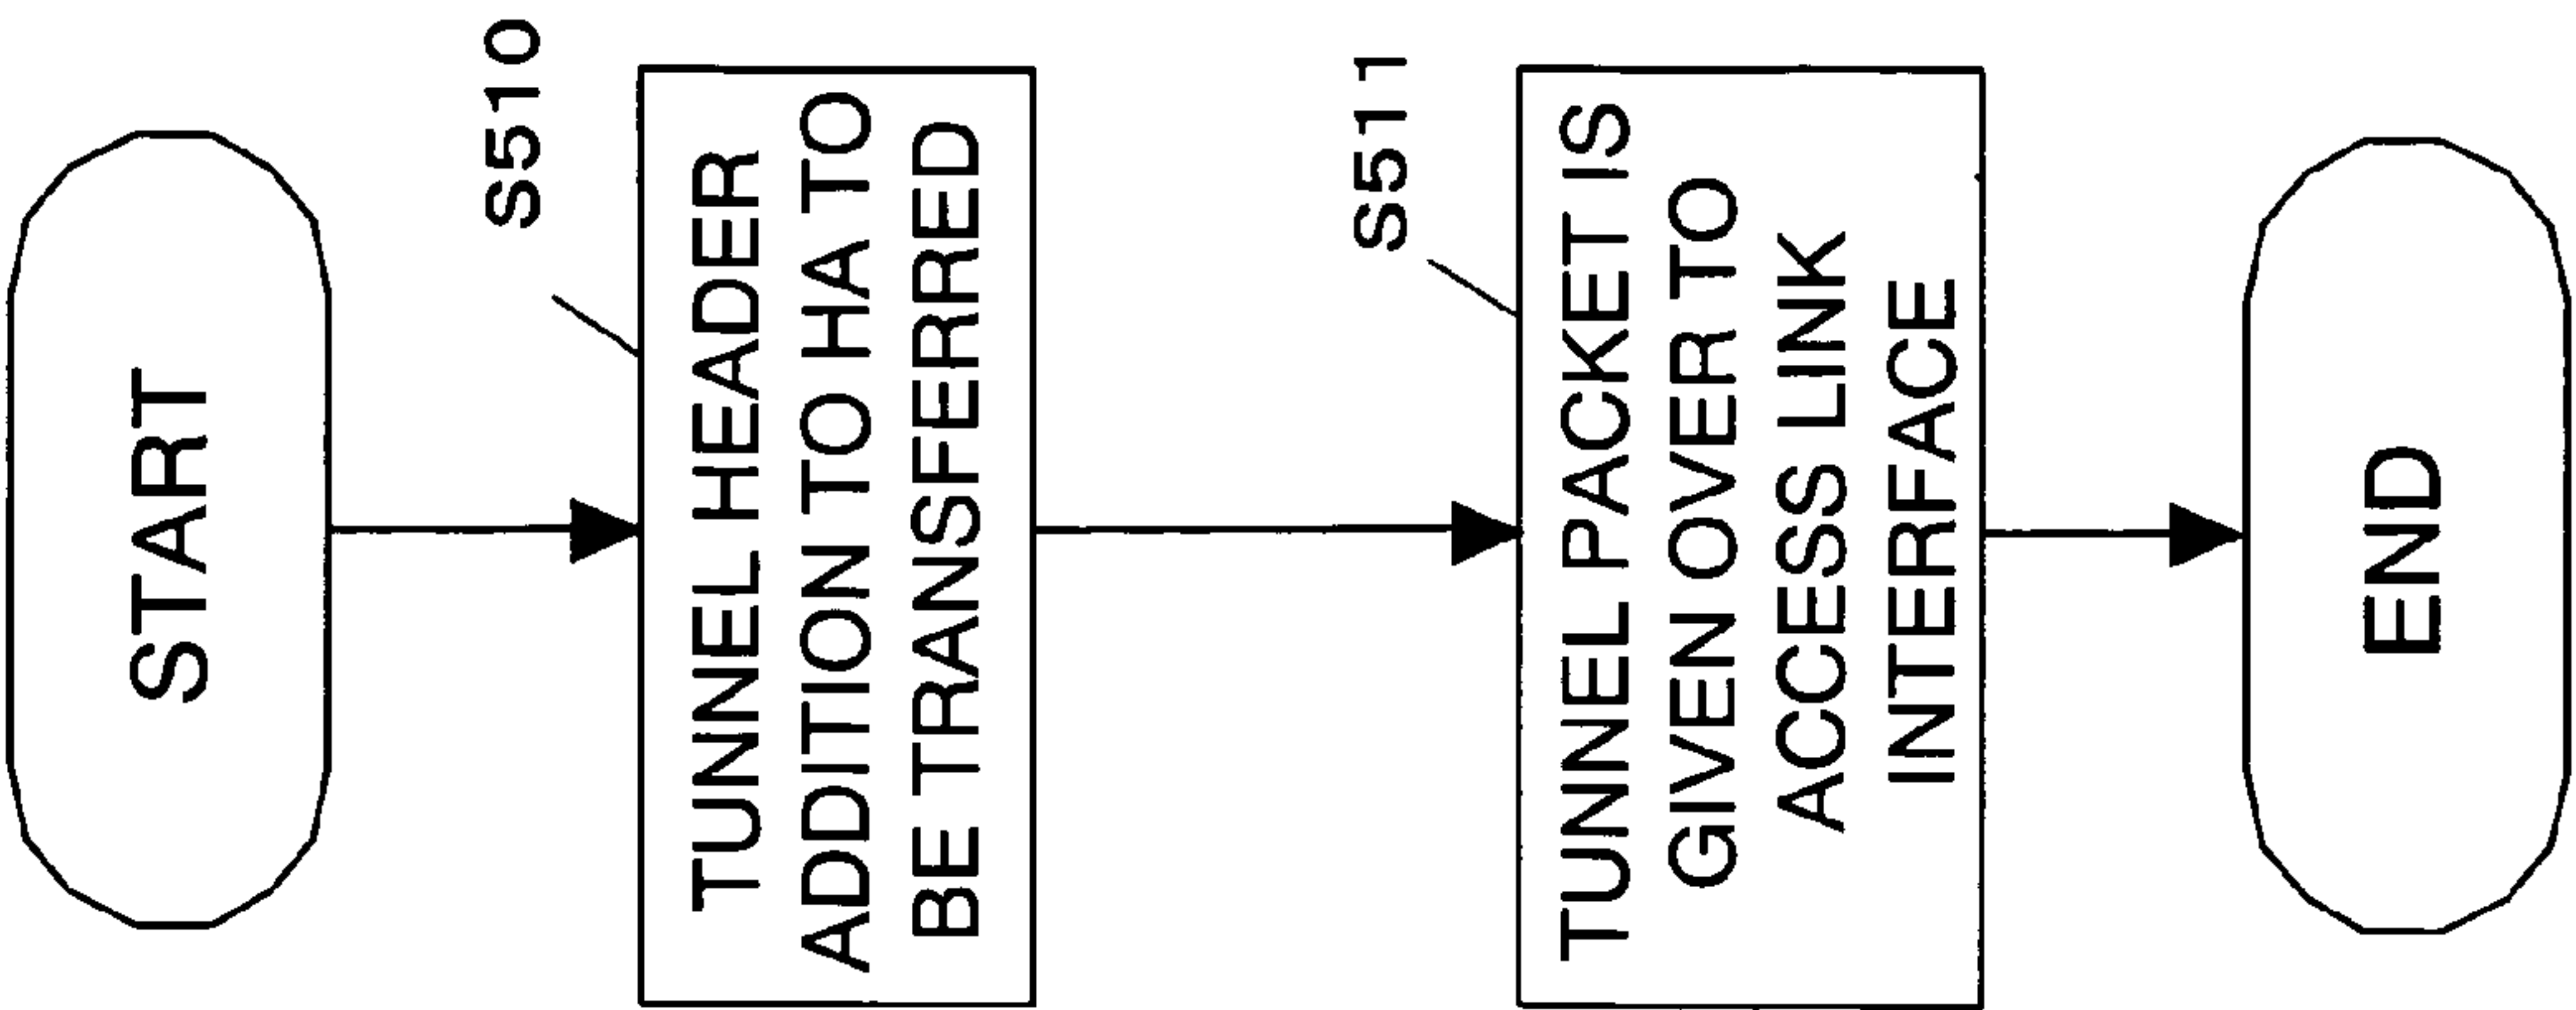 START
S510
TUNNEL HEADER
ADDITION TO HA TO
BE TRANSFERRED
S511
TUNNEL PACKET IS
GIVEN OVER TO
ACCESS LINK
INTERFACE
END